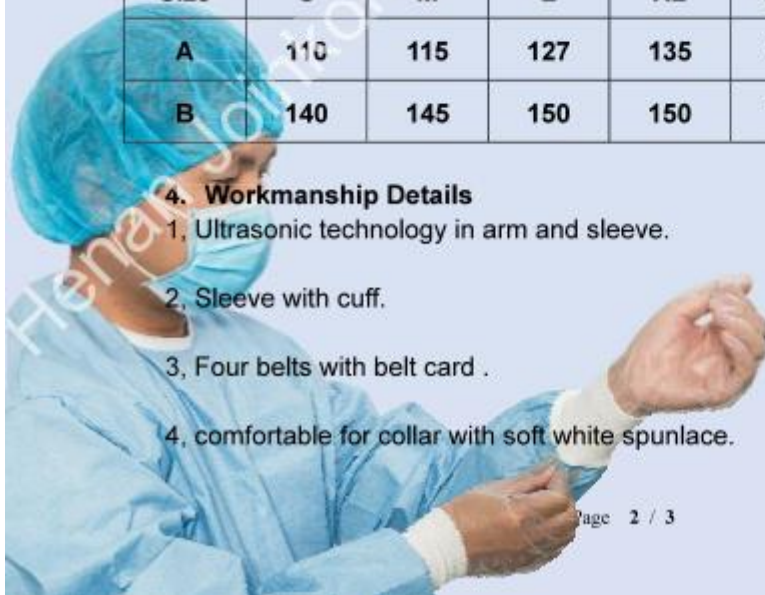 A 110 115 127 135
B 140 145 150 150
4. Workmanship Details
1, Ultrasonic technology in arm and sleeve.
2, Sleeve with cuff.
3, Four belts with belt card .
4, comfortable for collar with soft white spunlace.
Page 2 / 3
Henan